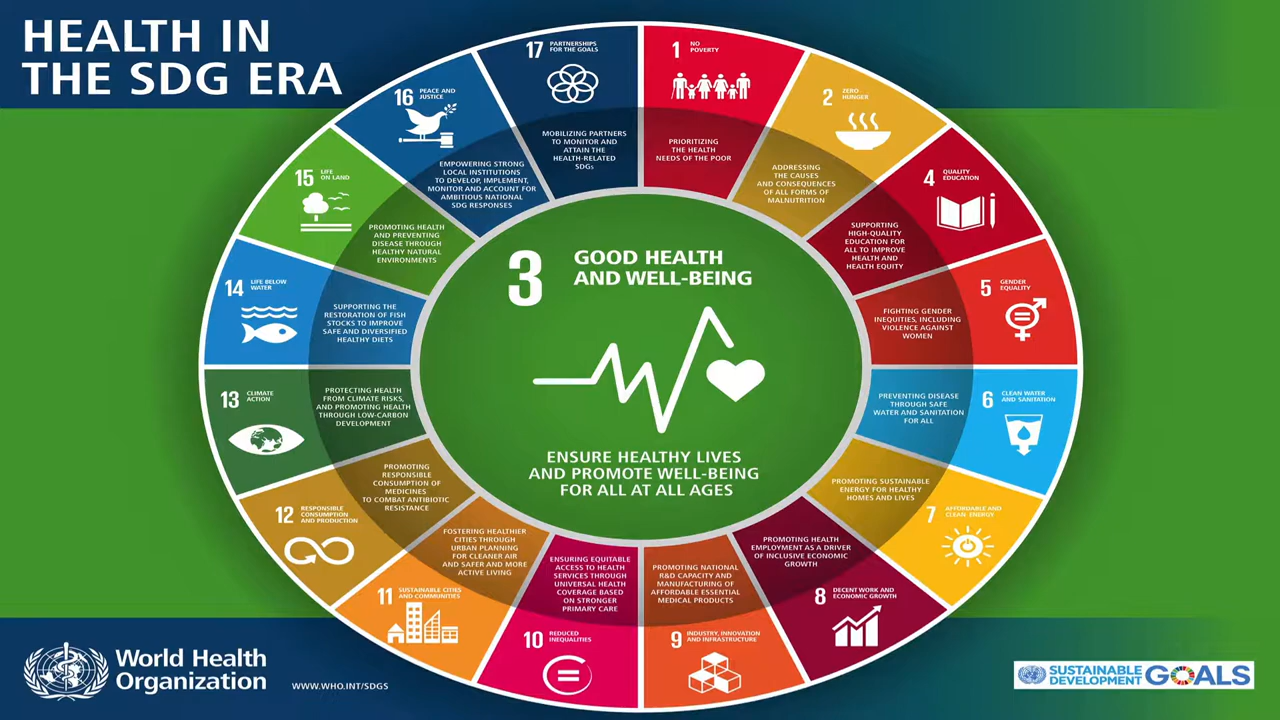 HEALTH IN
THE SDG ERA
17
PARTNERSHIPS
FOR THE GOALS
MOBILIZING PARTNERS
TO MONITOR AND
ATTAIN THE
HEALTH-RELATED
SDGs
1
NO
POVERTY
PRIORITIZING
THE HEALTH
NEEDS OF THE POOR
2
ZERO
HUNGER
ADDRESSING
THE CAUSES
AND CONSEQUENCES
OF ALL FORMS OF
MALNUTRITION
4
QUALITY
EDUCATION
SUPPORTING
HIGH-QUALITY
EDUCATION FOR
ALL TO IMPROVE
HEALTH AND
HEALTH EQUITY
5
GENDER
EQUALITY
FIGHTING GENDER
INEQUITIES, INCLUDING
VIOLENCE AGAINST
WOMEN
6
CLEAN WATER
AND SANITATION
PREVENTING DISEASE
THROUGH SAFE
WATER AND SANITATION
FOR ALL
7
AFFORDABLE AND
CLEAN ENERGY
PROMOTING SUSTAINABLE
ENERGY FOR HEALTHY
HOMES AND LIVES
8
DECENT WORK AND
ECONOMIC GROWTH
PROMOTING HEALTH
EMPLOYMENT AS A DRIVER
OF INCLUSIVE ECONOMIC
GROWTH
9
INDUSTRY, INNOVATION
AND INFRASTRUCTURE
PROMOTING NATIONAL
R&D CAPACITY AND
MANUFACTURING OF
AFFORDABLE ESSENTIAL
MEDICAL PRODUCTS
10
REDUCED
INEQUALITIES
ENSURING EQUITABLE
ACCESS TO HEALTH
SERVICES THROUGH
UNIVERSAL HEALTH
COVERAGE BASED
ON STRONGER
PRIMARY CARE
11
SUSTAINABLE CITIES
AND COMMUNITIES
FOSTERING HEALTHIER
CITIES THROUGH
URBAN PLANNING
FOR CLEANER AIR
AND SAFER AND MORE
ACTIVE LIVING
12
RESPONSIBLE
CONSUMPTION
AND PRODUCTION
PROMOTING
RESPONSIBLE
CONSUMPTION OF
MEDICINES
TO COMBAT ANTIBIOTIC
RESISTANCE
13
CLIMATE
ACTION
PROTECTING HEALTH
FROM CLIMATE RISKS,
AND PROMOTING HEALTH
THROUGH LOW-CARBON
DEVELOPMENT
14
LIFE BELOW
WATER
SUPPORTING THE
RESTORATION OF FISH
STOCKS TO IMPROVE
SAFE AND DIVERSIFIED
HEALTHY DIETS
15
LIFE
ON LAND
PROMOTING HEALTH
AND PREVENTING
DISEASE THROUGH
HEALTHY NATURAL
ENVIRONMENTS
16
PEACE AND
JUSTICE
EMPOWERING STRONG
LOCAL INSTITUTIONS
TO DEVELOP, IMPLEMENT,
MONITOR AND ACCOUNT FOR
AMBITIOUS NATIONAL
SDG RESPONSES
3
GOOD HEALTH
AND WELL-BEING
ENSURE HEALTHY LIVES
AND PROMOTE WELL-BEING
FOR ALL AT ALL AGES
World Health
Organization
WWW.WHO.INT/SDGS
SUSTAINABLE
DEVELOPMENT
GOALS